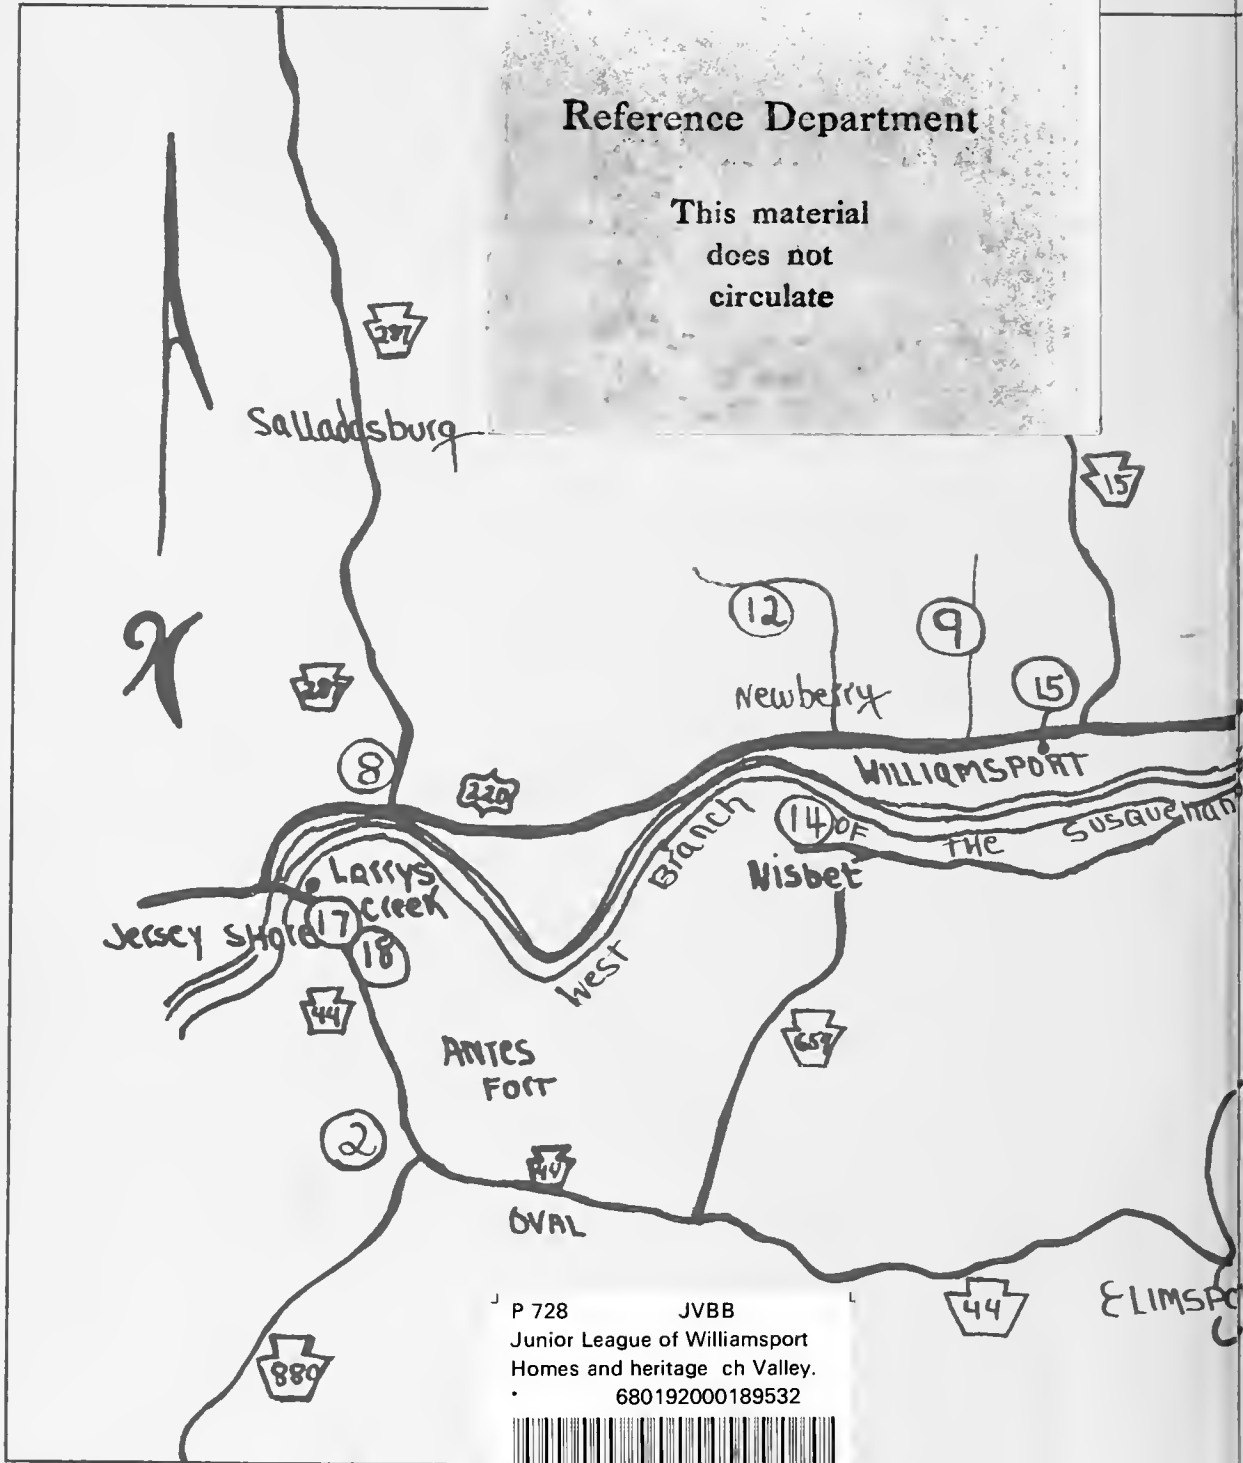 Reference Department
This material
does not
circulate
287
Salladasburg
15
12
9
15
Newberry
287
8
220
WILLIAMSPORT
14
West Branch OF THE Susquehan
Nisbet
Larrys
Creek
Jersey Shore
17
18
44
659
ANTES
FORT
2
44
OVAL
44
ELIMSPO
880
P 728 JVBB
Junior League of Williamsport
Homes and heritage ch Valley.
680192000189532